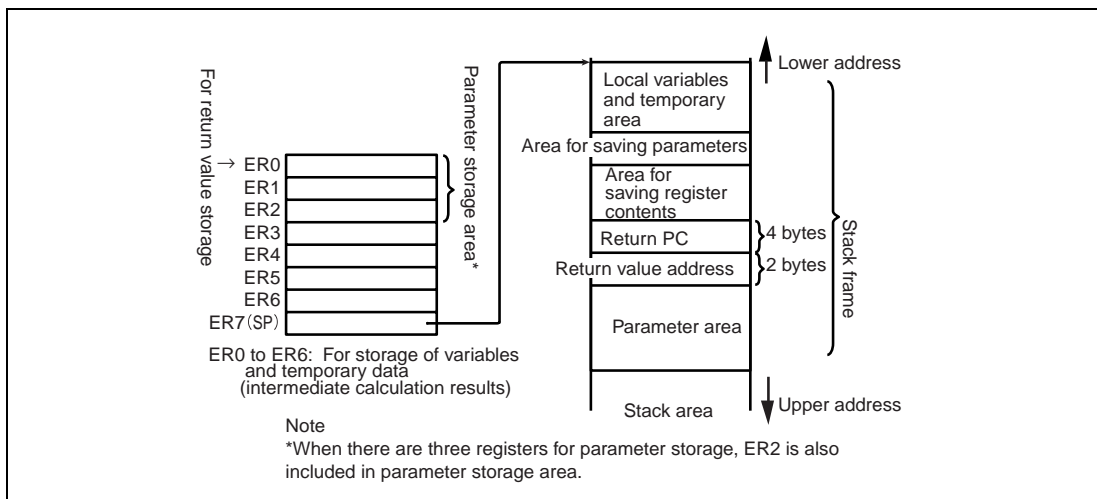 For return value storage
→ ER0
ER1
ER2
ER3
ER4
ER5
ER6
ER7(SP)
Parameter storage area*
ER0 to ER6: For storage of variables
and temporary data
(intermediate calculation results)
Lower address
Local variables
and temporary
area
Area for saving parameters
Area for
saving register
contents
Return PC
4 bytes
Return value address
2 bytes
Parameter area
Stack frame
Stack area
Upper address
Note
*When there are three registers for parameter storage, ER2 is also
included in parameter storage area.